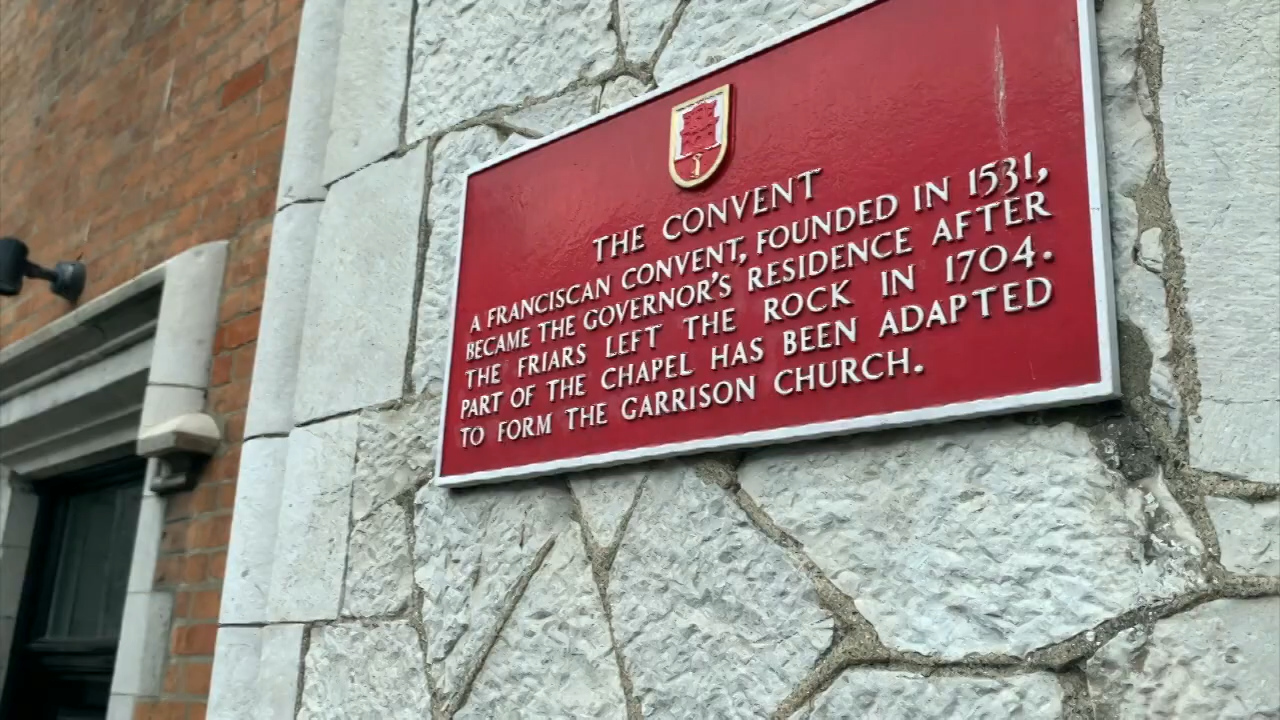 THE CONVENT
A FRANCISCAN CONVENT, FOUNDED IN 1531,
BECAME THE GOVERNOR'S RESIDENCE AFTER
THE FRIARS LEFT THE ROCK IN 1704.
PART OF THE CHAPEL HAS BEEN ADAPTED
TO FORM THE GARRISON CHURCH.